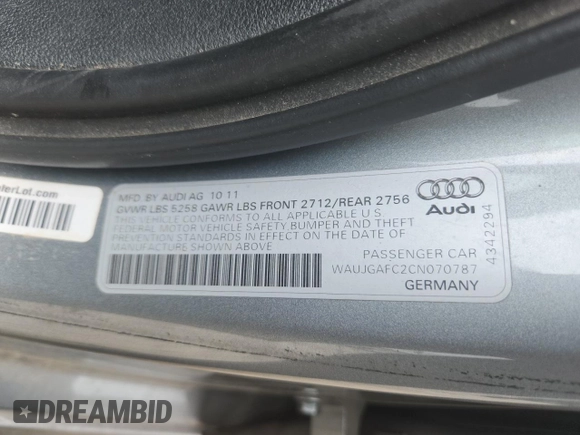 MFD. BY AUDI AG 10 11
GVWR LBS 5258 GAWR LBS FRONT 2712/REAR 2756
THIS VEHICLE CONFORMS TO ALL APPLICABLE U S
FEDERAL MOTOR VEHICLE SAFETY BUMPER AND THEFT
PREVENTION STANDARDS IN EFFECT ON THE DATE OF
MANUFACTURE SHOWN ABOVE
Audi
PASSENGER CAR
WAUJGAFC2CN070787
GERMANY
4342294
erLot.com
DREAMBID